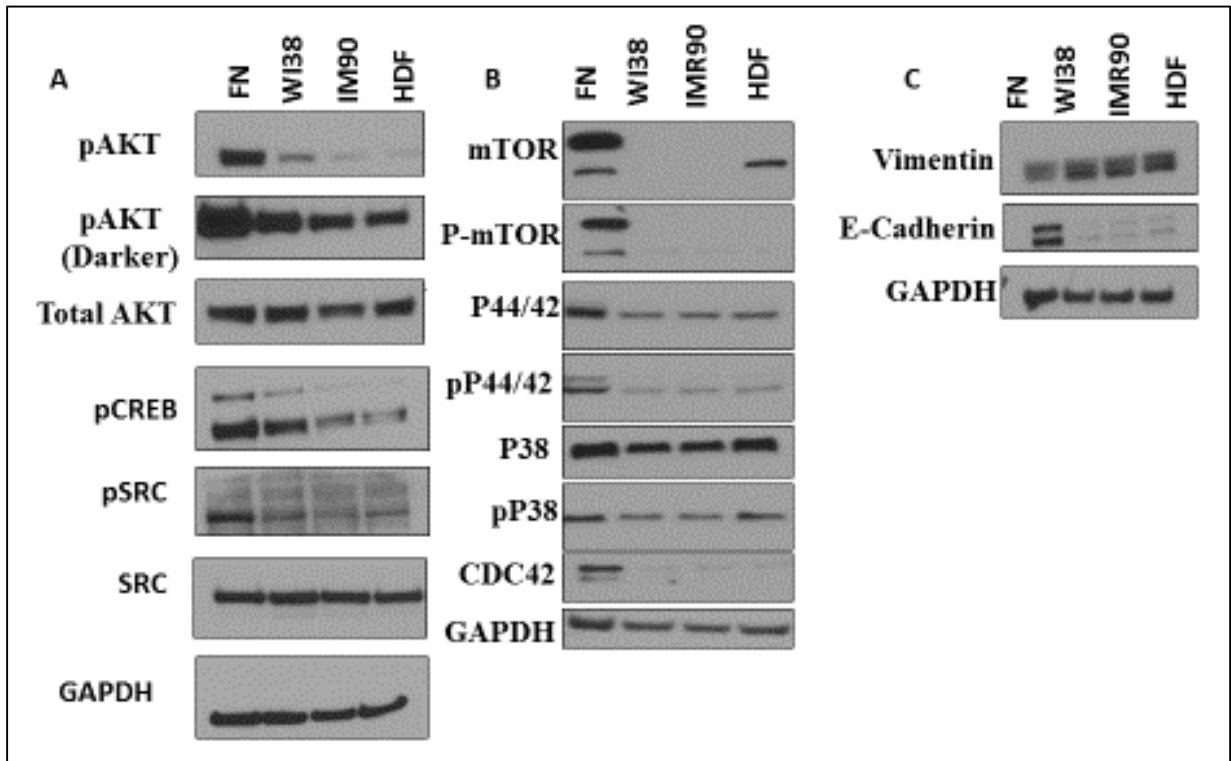 A
FN
WI38
IM90
HDF
pAKT
pAKT
(Darker)
Total AKT
pCREB
pSRC
SRC
GAPDH
B
FN
WI38
IMR90
HDF
mTOR
P-mTOR
P44/42
pP44/42
P38
pP38
CDC42
GAPDH
C
FN
WI38
IMR90
HDF
Vimentin
E-Cadherin
GAPDH